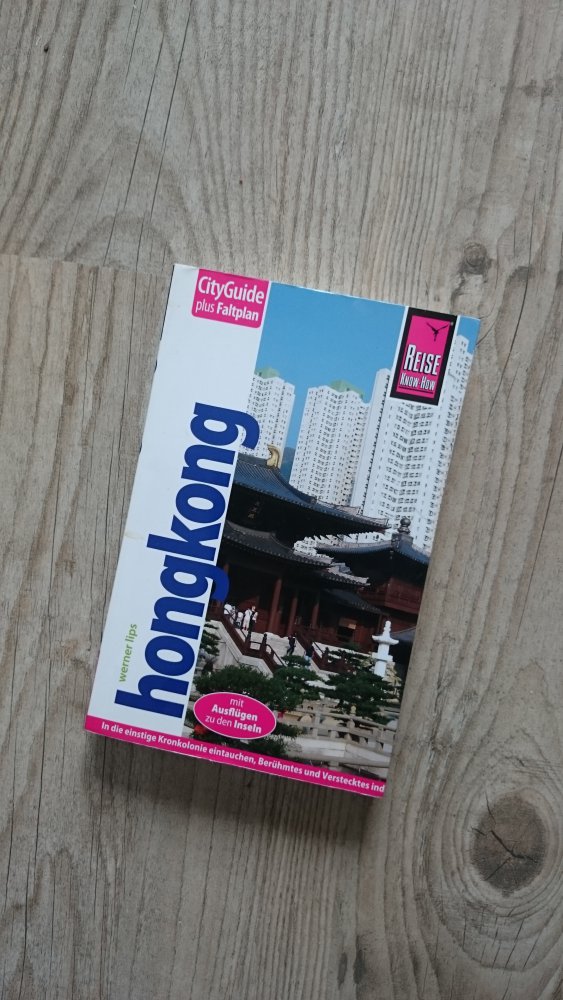 CityGuide
plus Faltplan
REISE
KNOW-HOW
hongkong
werner lips
mit
Ausflügen
zu den Inseln
In die einstige Kronkolonie eintauchen, Berühmtes und Verstecktes ind